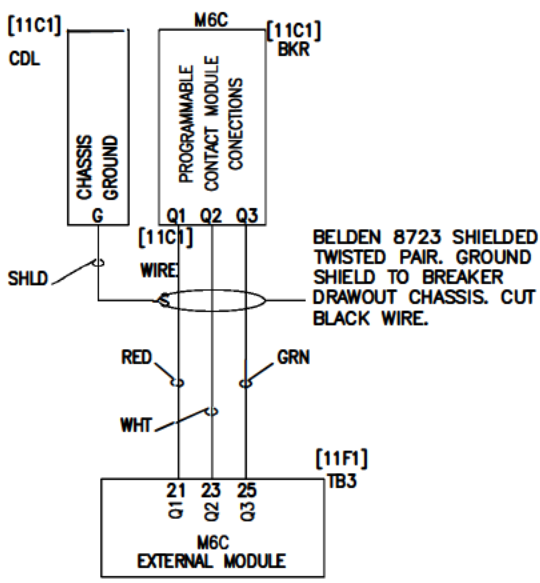 [11C1]
CDL
CHASSIS
GROUND
G
M6C
[11C1]
BKR
PROGRAMMABLE
CONTACT MODULE
CONECTIONS
Q1 Q2 Q3
[11C1]
WIRE
SHLD
BELDEN 8723 SHIELDED
TWISTED PAIR. GROUND
SHIELD TO BREAKER
DRAWOUT CHASSIS. CUT
BLACK WIRE.
RED
GRN
WHT
[11F1]
TB3
21 23 25
Q1 Q2 Q3
M6C
EXTERNAL MODULE